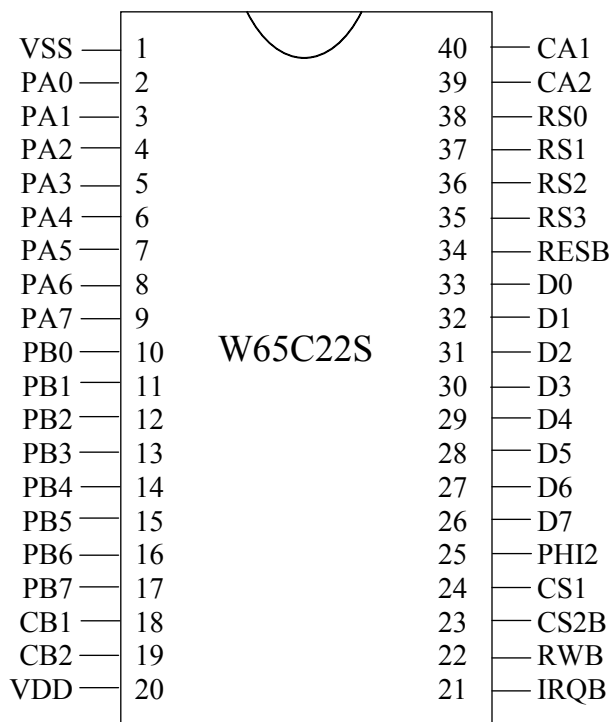 VSS 1 40 CA1
PA0 2 39 CA2
PA1 3 38 RS0
PA2 4 37 RS1
PA3 5 36 RS2
PA4 6 35 RS3
PA5 7 34 RESB
PA6 8 33 D0
PA7 9 32 D1
PB0 10 W65C22S 31 D2
PB1 11 30 D3
PB2 12 29 D4
PB3 13 28 D5
PB4 14 27 D6
PB5 15 26 D7
PB6 16 25 PHI2
PB7 17 24 CS1
CB1 18 23 CS2B
CB2 19 22 RWB
VDD 20 21 IRQB